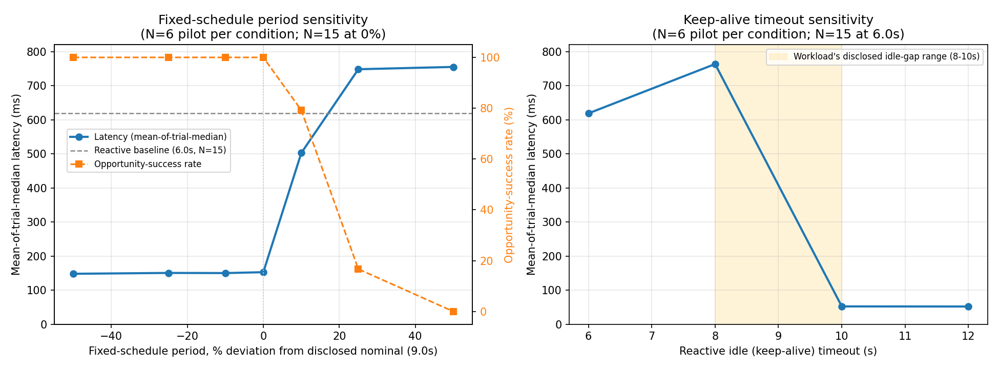 Fixed-schedule period sensitivity
(N=6 pilot per condition; N=15 at 0%)
Mean-of-trial-median latency (ms)
800
700
600
500
400
300
200
100
0
Latency (mean-of-trial-median)
Reactive baseline (6.0s, N=15)
Opportunity-success rate
100
80
60
40
20
0
Opportunity-success rate (%)
−40 −20 0 20 40
Fixed-schedule period, % deviation from disclosed nominal (9.0s)
Keep-alive timeout sensitivity
(N=6 pilot per condition; N=15 at 6.0s)
Mean-of-trial-median latency (ms)
800
700
600
500
400
300
200
100
0
Workload's disclosed idle-gap range (8-10s)
6 7 8 9 10 11 12
Reactive idle (keep-alive) timeout (s)